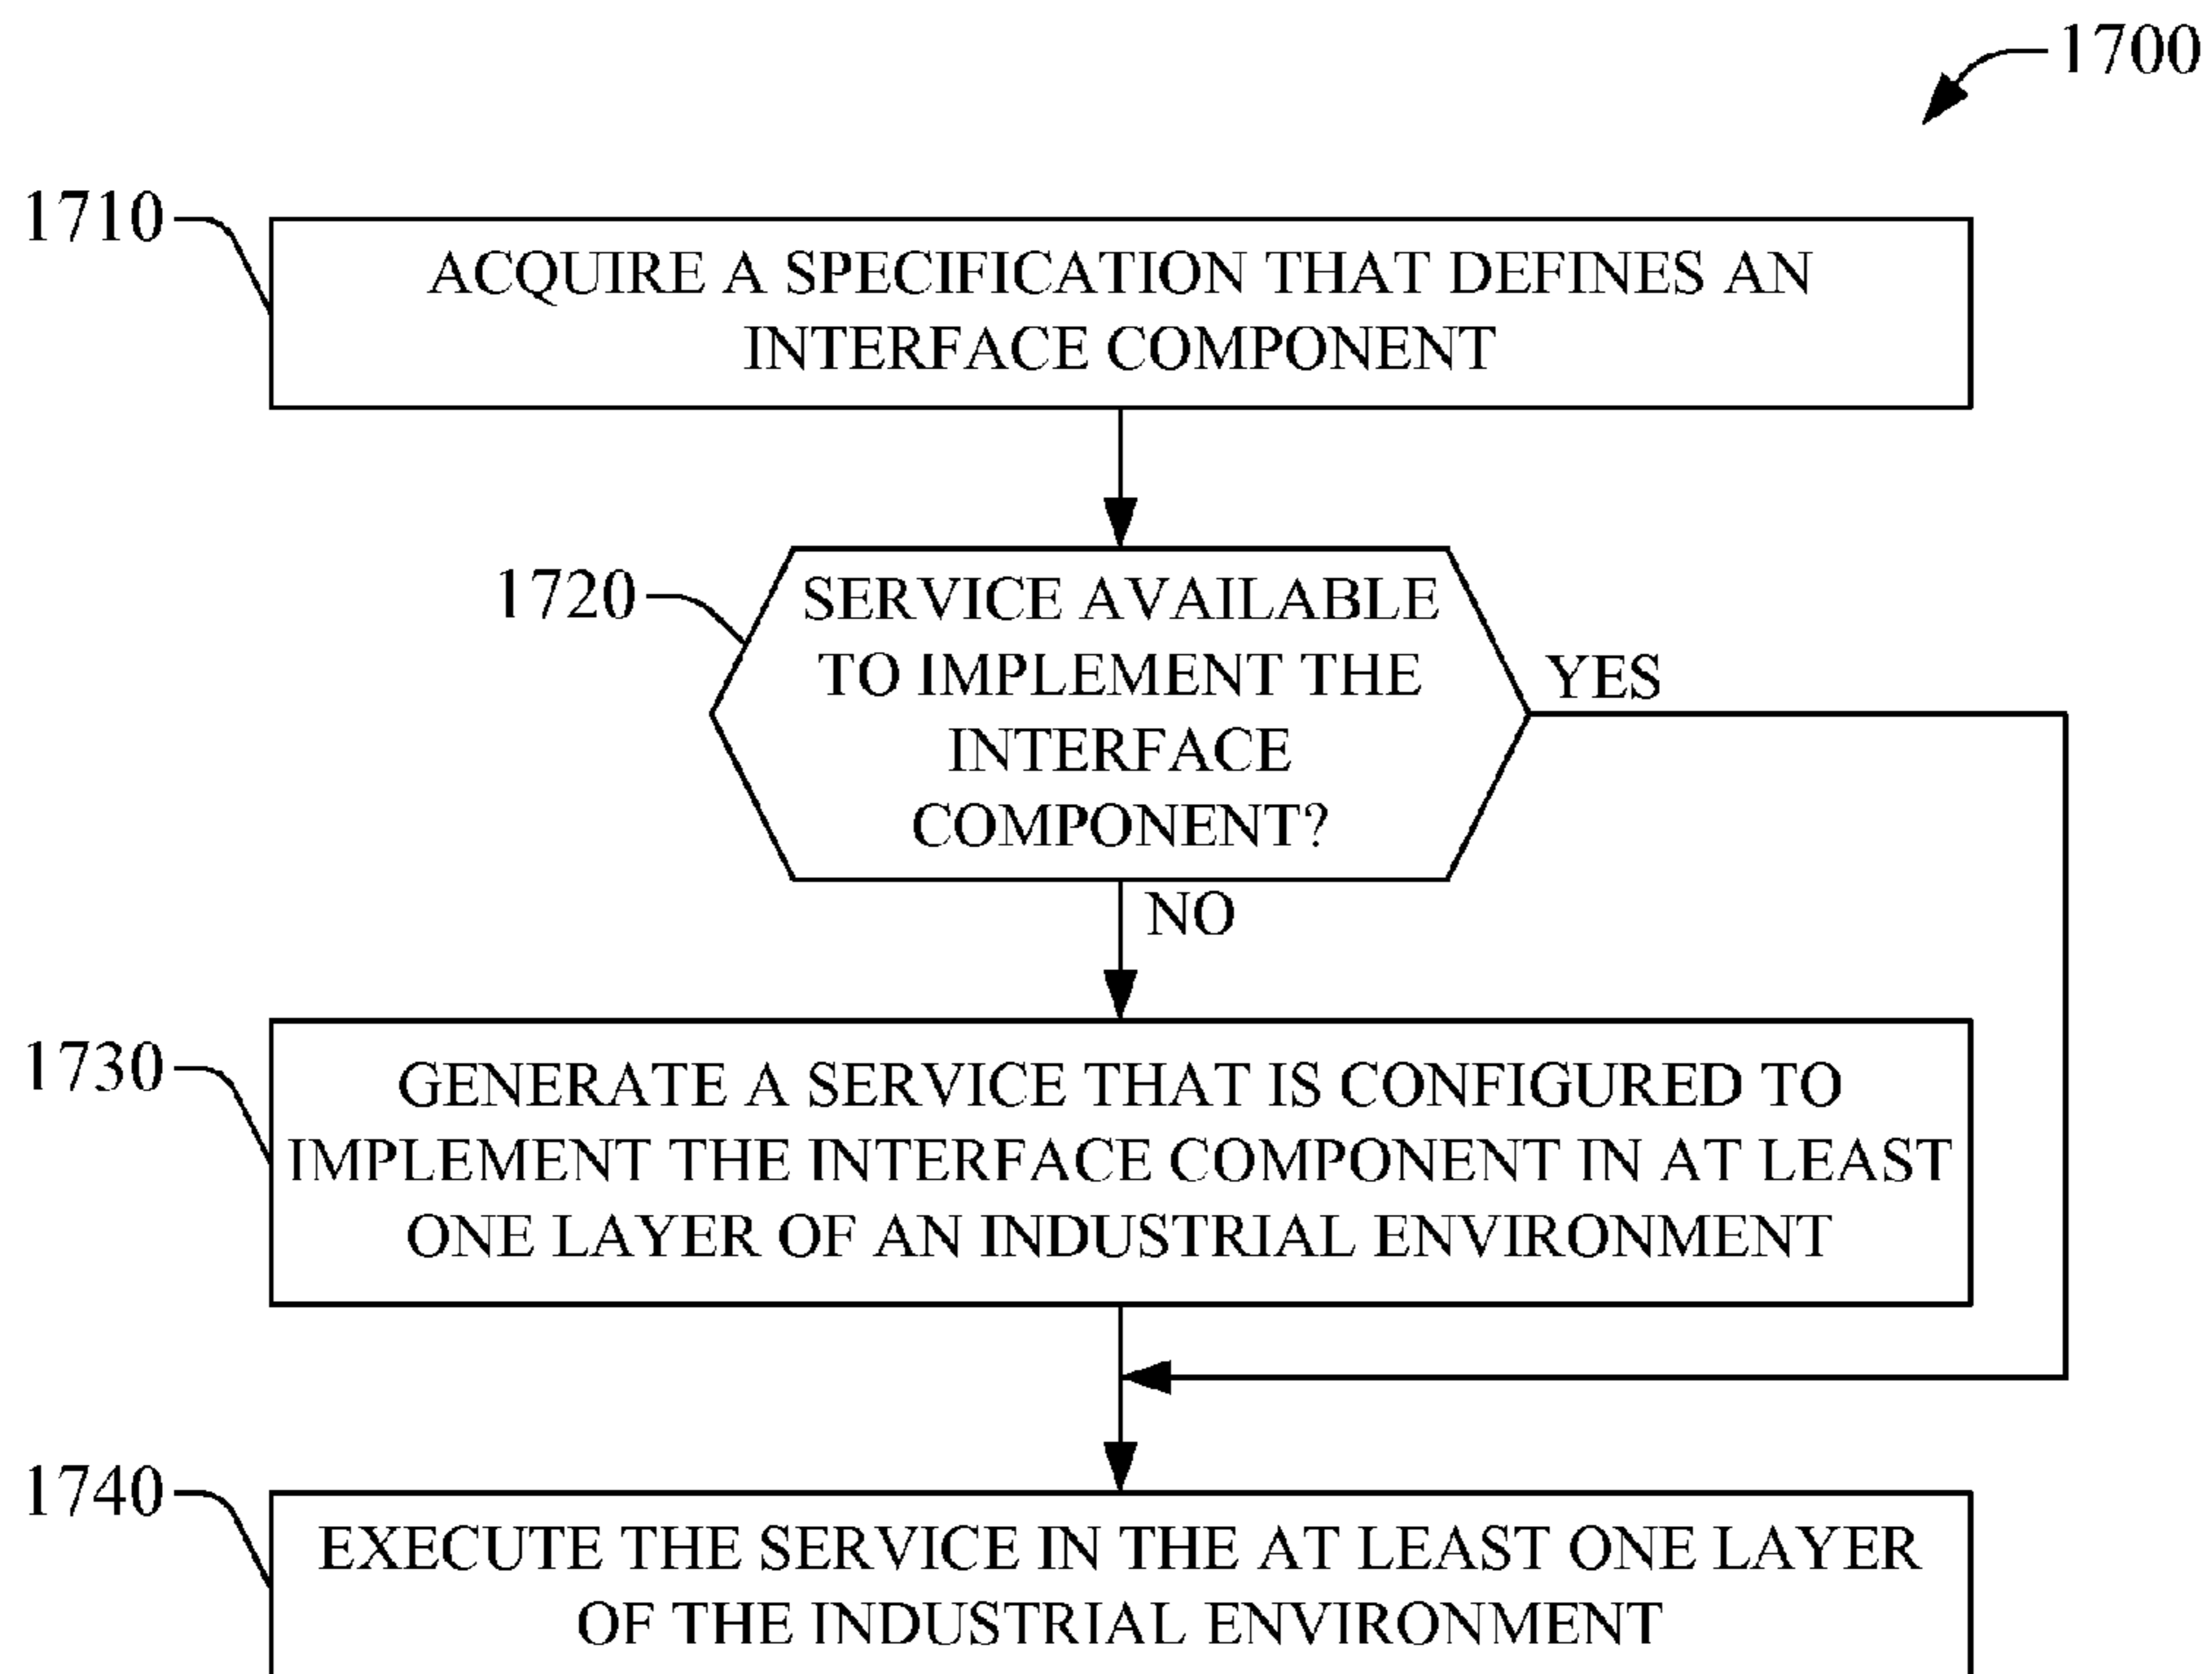 1700
1710
ACQUIRE A SPECIFICATION THAT DEFINES AN
INTERFACE COMPONENT
1720
SERVICE AVAILABLE
TO IMPLEMENT THE
INTERFACE
COMPONENT?
YES
NO
1730
GENERATE A SERVICE THAT IS CONFIGURED TO
IMPLEMENT THE INTERFACE COMPONENT IN AT LEAST
ONE LAYER OF AN INDUSTRIAL ENVIRONMENT
1740
EXECUTE THE SERVICE IN THE AT LEAST ONE LAYER
OF THE INDUSTRIAL ENVIRONMENT